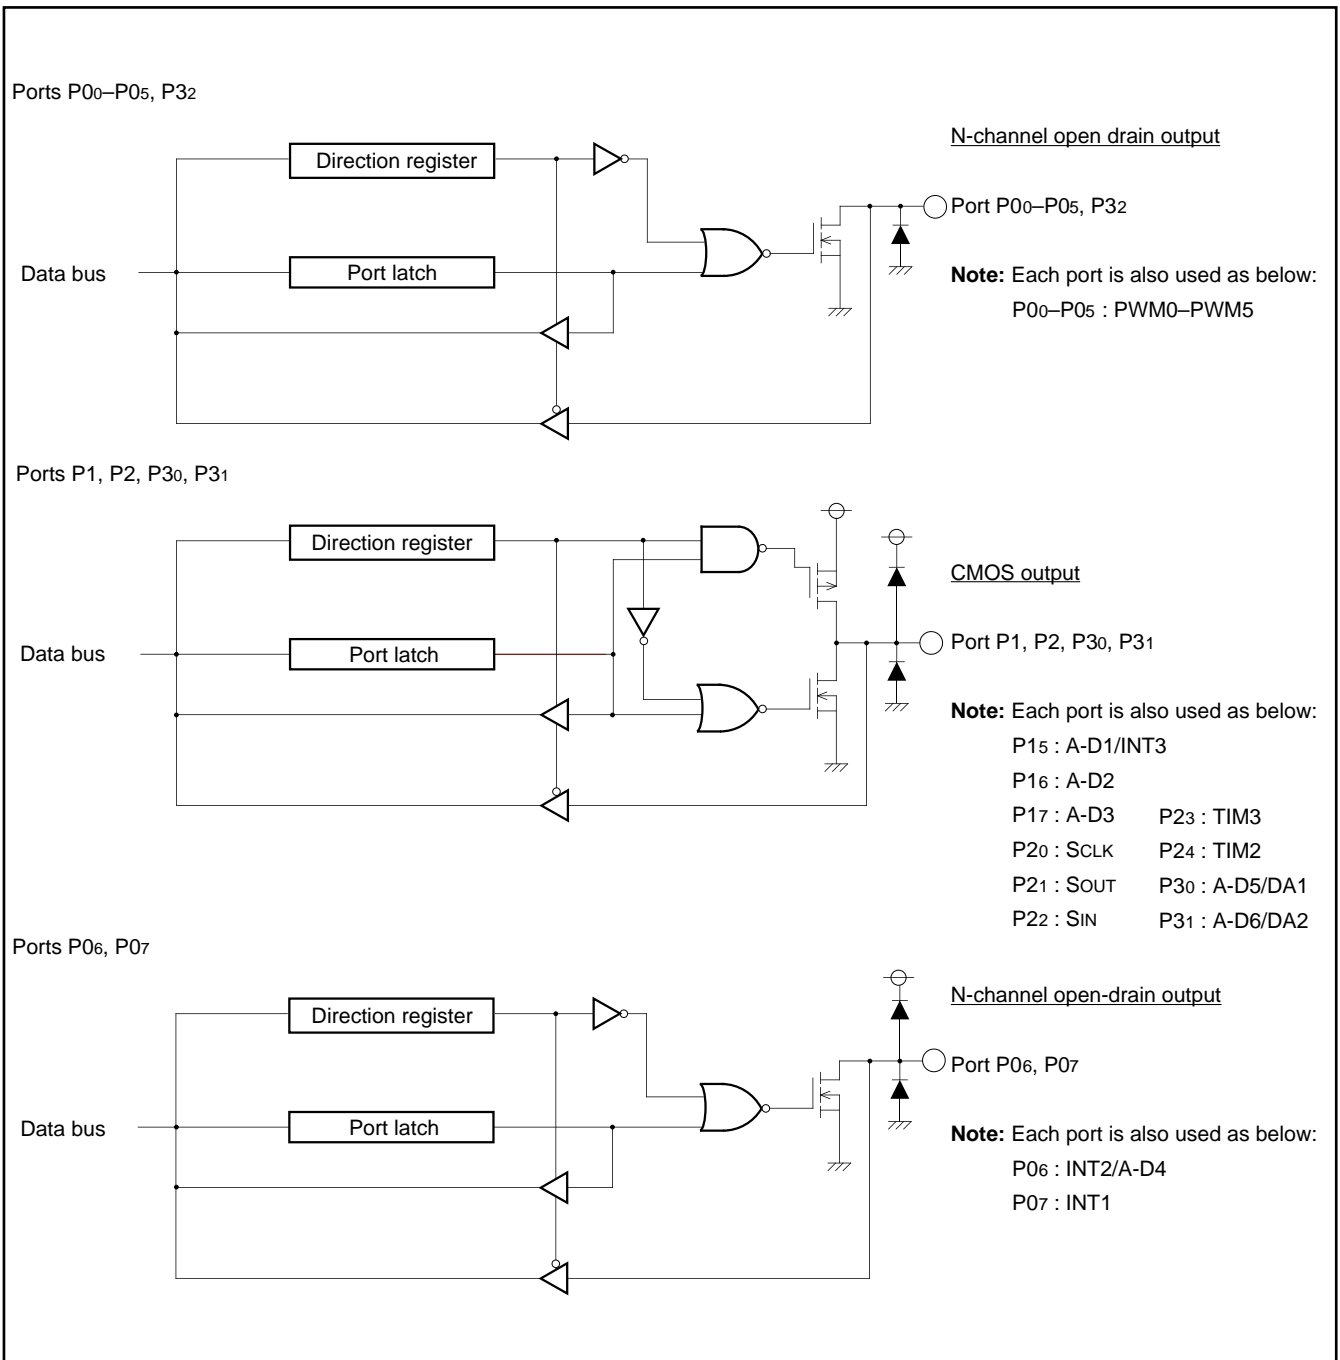 Ports P00–P05, P32
N-channel open drain output
Direction register
Port P00–P05, P32
Data bus
Port latch
Note: Each port is also used as below:
P00–P05 : PWM0–PWM5
Ports P1, P2, P30, P31
Direction register
CMOS output
Data bus
Port latch
Port P1, P2, P30, P31
Note: Each port is also used as below:
P15 : A-D1/INT3
P16 : A-D2
P17 : A-D3 P23 : TIM3
P20 : SCLK P24 : TIM2
P21 : SOUT P30 : A-D5/DA1
P22 : SIN P31 : A-D6/DA2
Ports P06, P07
N-channel open-drain output
Direction register
Port P06, P07
Data bus
Port latch
Note: Each port is also used as below:
P06 : INT2/A-D4
P07 : INT1